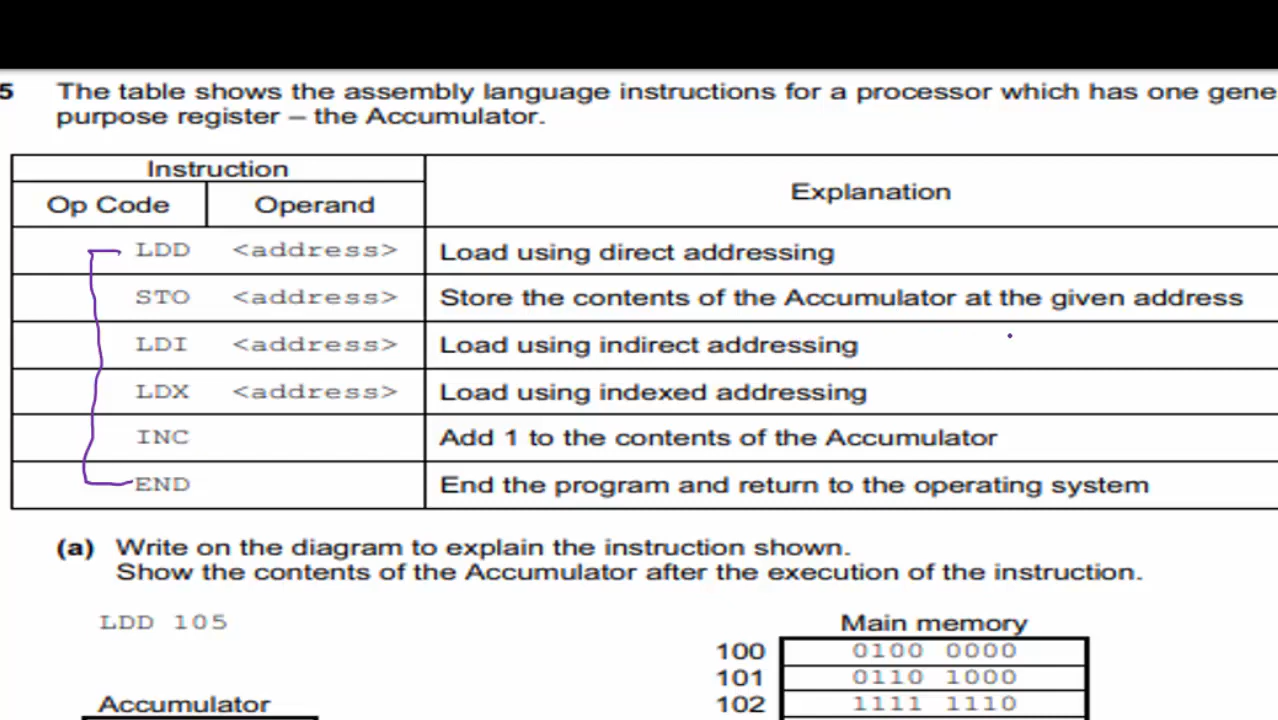 5 The table shows the assembly language instructions for a processor which has one gene
purpose register – the Accumulator.
Instruction
Op Code Operand Explanation
LDD <address> Load using direct addressing
STO <address> Store the contents of the Accumulator at the given address
LDI <address> Load using indirect addressing
LDX <address> Load using indexed addressing
INC Add 1 to the contents of the Accumulator
END End the program and return to the operating system
(a) Write on the diagram to explain the instruction shown.
Show the contents of the Accumulator after the execution of the instruction.
LDD 105 Main memory
100 0100 0000
101 0110 1000
Accumulator 102 1111 1110